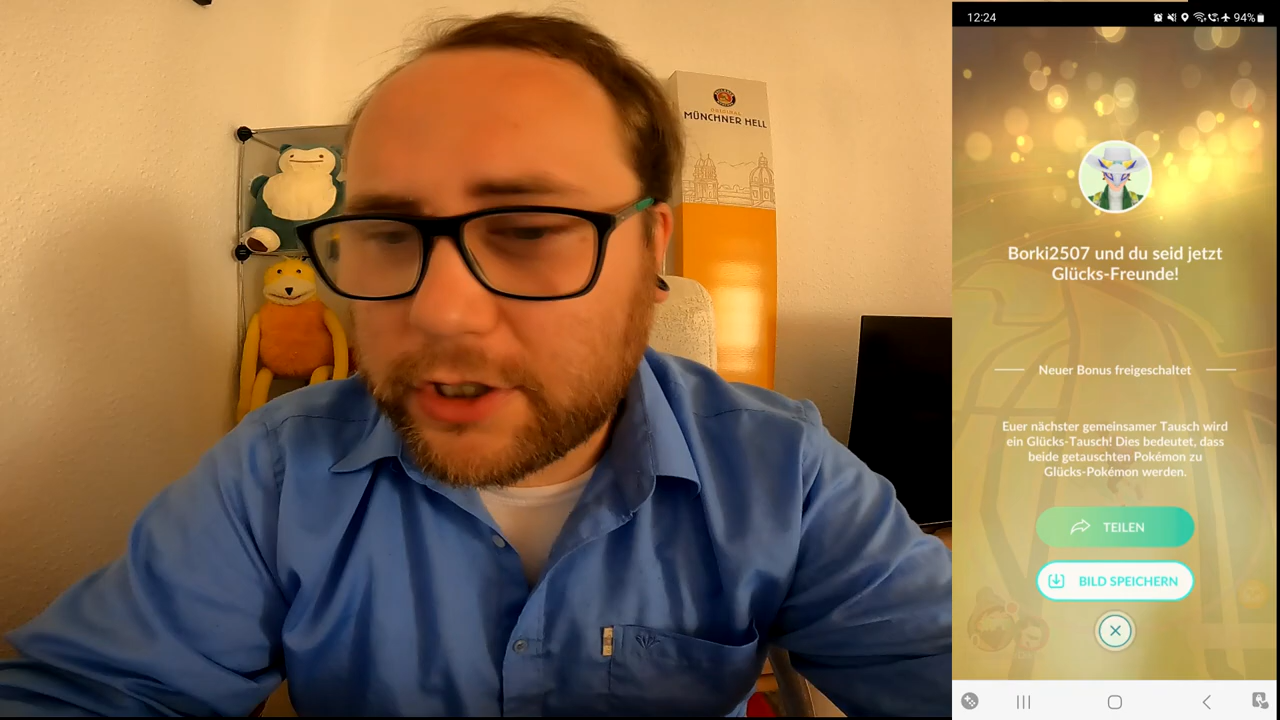 ORIGINAL
MÜNCHNER HELL
12:24
94%
Borki2507 und du seid jetzt
Glücks-Freunde!
Neuer Bonus freigeschaltet
Euer nächster gemeinsamer Tausch wird
ein Glücks-Tausch! Dies bedeutet, dass
beide getauschten Pokémon zu
Glücks-Pokémon werden.
TEILEN
BILD SPEICHERN